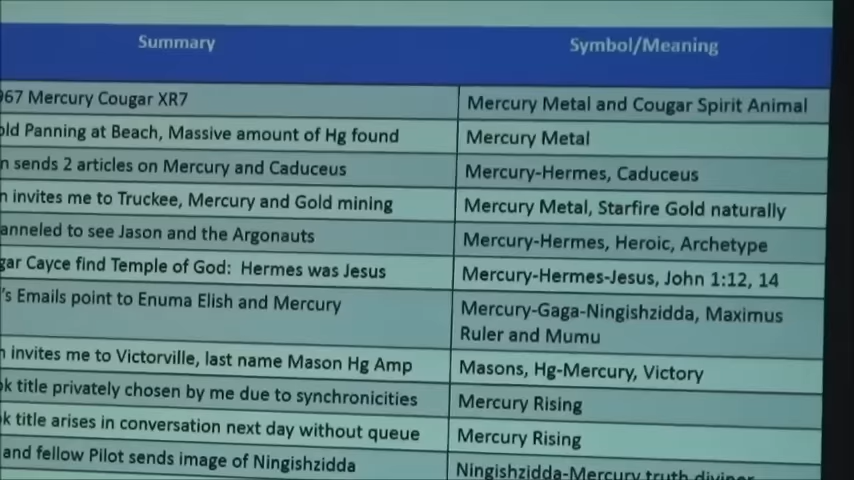 Summary Symbol/Meaning
967 Mercury Cougar XR7 Mercury Metal and Cougar Spirit Animal
old Panning at Beach, Massive amount of Hg found Mercury Metal
n sends 2 articles on Mercury and Caduceus Mercury-Hermes, Caduceus
n invites me to Truckee, Mercury and Gold mining Mercury Metal, Starfire Gold naturally
anneled to see Jason and the Argonauts Mercury-Hermes, Heroic, Archetype
gar Cayce find Temple of God: Hermes was Jesus Mercury-Hermes-Jesus, John 1:12, 14
's Emails point to Enuma Elish and Mercury Mercury-Gaga-Ningishzidda, Maximus
Ruler and Mumu
n invites me to Victorville, last name Mason Hg Amp Masons, Hg-Mercury, Victory
ok title privately chosen by me due to synchronicities Mercury Rising
ok title arises in conversation next day without queue Mercury Rising
and fellow Pilot sends image of Ningishzidda Ningishzidda-Mercury truth diviner